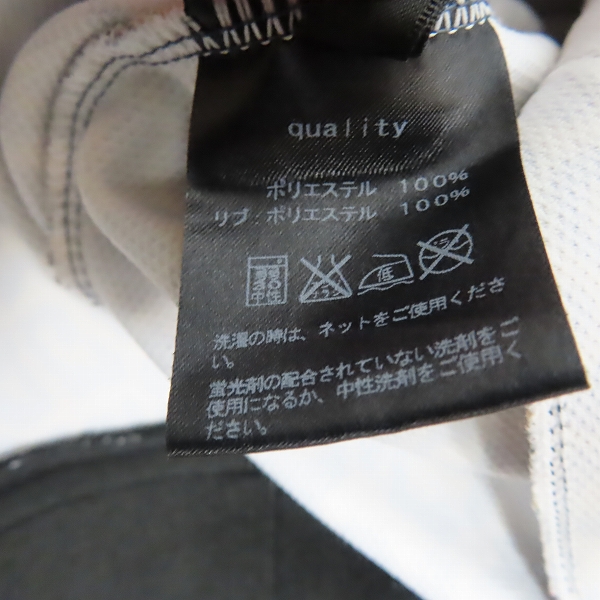 quality
ポリエステル 100%
リブ:ポリエステル 100%
中性
低
洗濯の時は、ネットをご使用くださ
い。
蛍光剤の配合されていない洗剤をご
使用になるか、中性洗剤をご使用く
ださい。